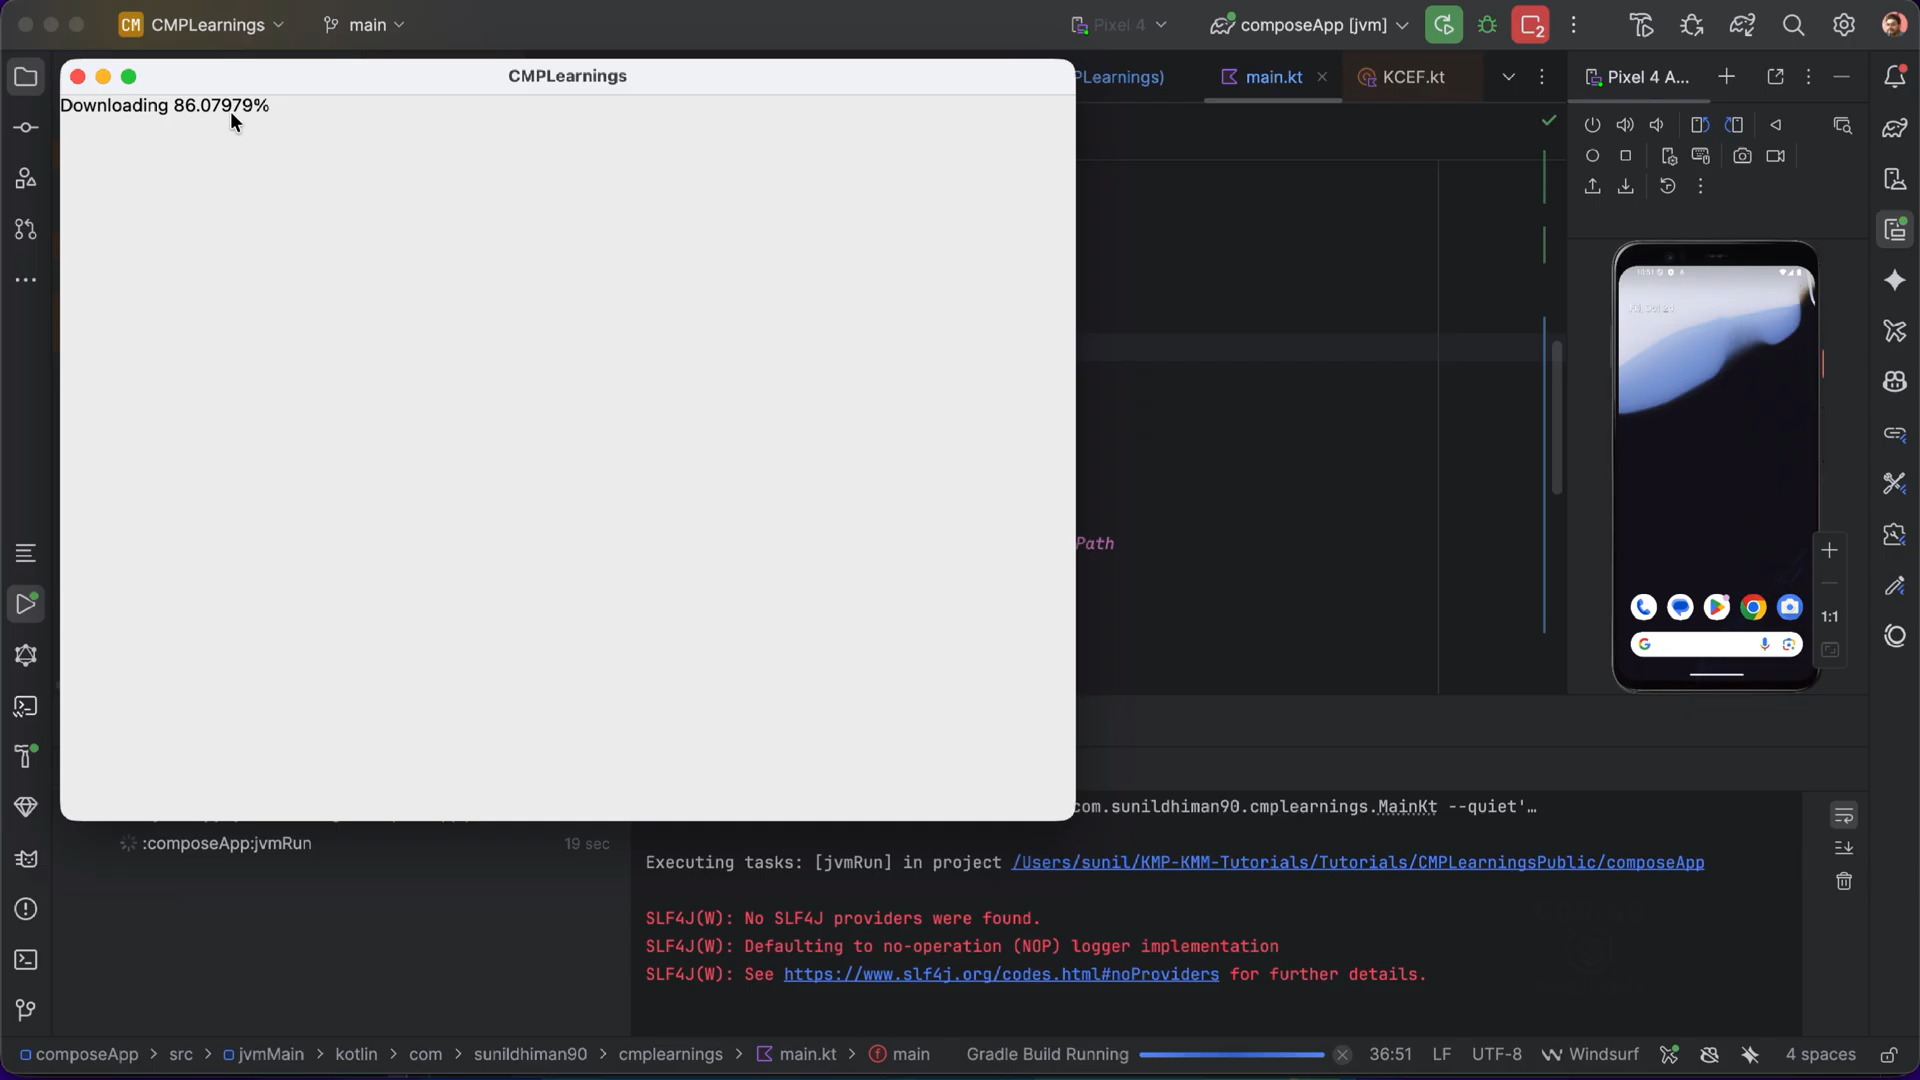 CM CMPLearnings main Pixel 4 composeApp [jvm] 2
CMPLearnings
PLearnings) main.kt KCEF.kt Pixel 4 A...
Downloading 86.07979%
Path
1:1
com.sunildhiman90.cmplearnings.MainKt --quiet'…
:composeApp:jvmRun 19 sec
Executing tasks: [jvmRun] in project /Users/sunil/KMP-KMM-Tutorials/Tutorials/CMPLearningsPublic/composeApp
SLF4J(W): No SLF4J providers were found.
SLF4J(W): Defaulting to no-operation (NOP) logger implementation
SLF4J(W): See https://www.slf4j.org/codes.html#noProviders for further details.
composeApp > src > jvmMain > kotlin > com > sunildhiman90 > cmplearnings > main.kt > main Gradle Build Running 36:51 LF UTF-8 Windsurf 4 spaces